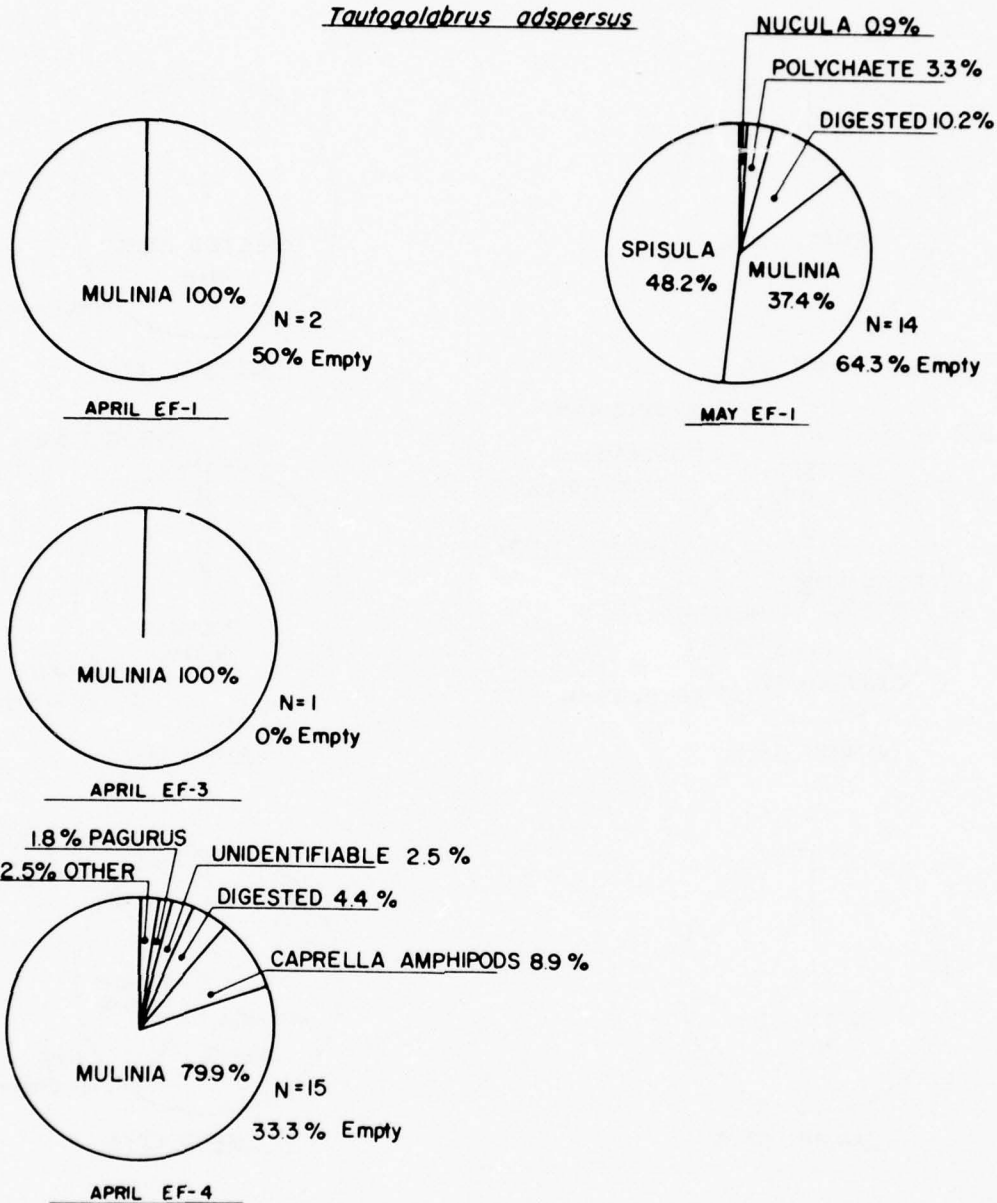 Tautogolabrus adspersus
MULINIA 100%
N = 2
50% Empty
APRIL EF-1
NUCULA 0.9%
POLYCHAETE 3.3%
DIGESTED 10.2%
SPISULA
48.2%
MULINIA
37.4%
N = 14
64.3% Empty
MAY EF-1
MULINIA 100%
N = 1
0% Empty
APRIL EF-3
1.8% PAGURUS
2.5% OTHER
UNIDENTIFIABLE 2.5 %
DIGESTED 4.4 %
CAPRELLA AMPHIPODS 8.9 %
MULINIA 79.9 %
N = 15
33.3 % Empty
APRIL EF-4